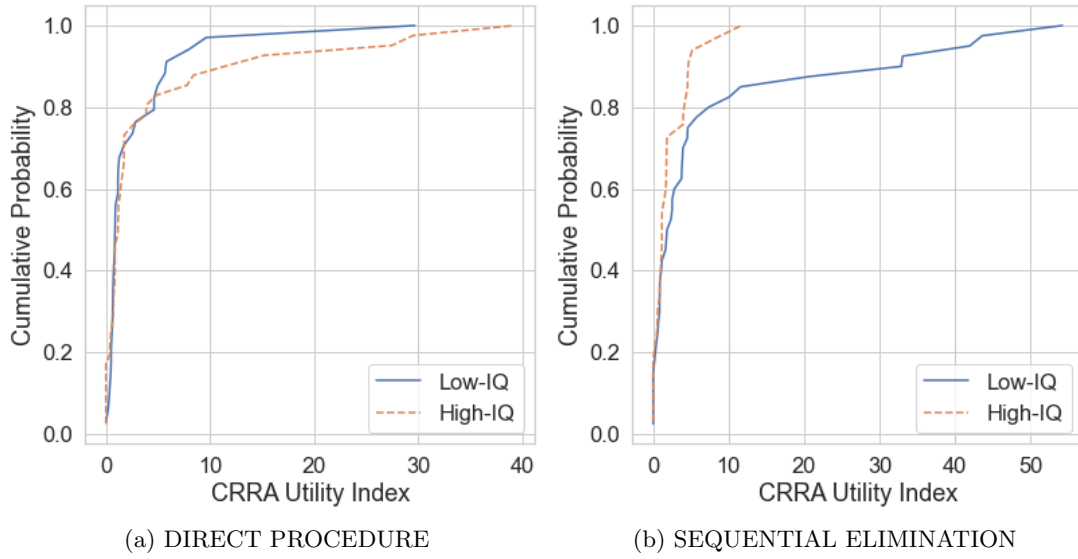 1.0
0.8
0.6
0.4
0.2
0.0
Cumulative Probability
0 10 20 30 40
CRRA Utility Index
Low-IQ
High-IQ
(a) DIRECT PROCEDURE
1.0
0.8
0.6
0.4
0.2
0.0
Cumulative Probability
0 10 20 30 40 50
CRRA Utility Index
Low-IQ
High-IQ
(b) SEQUENTIAL ELIMINATION